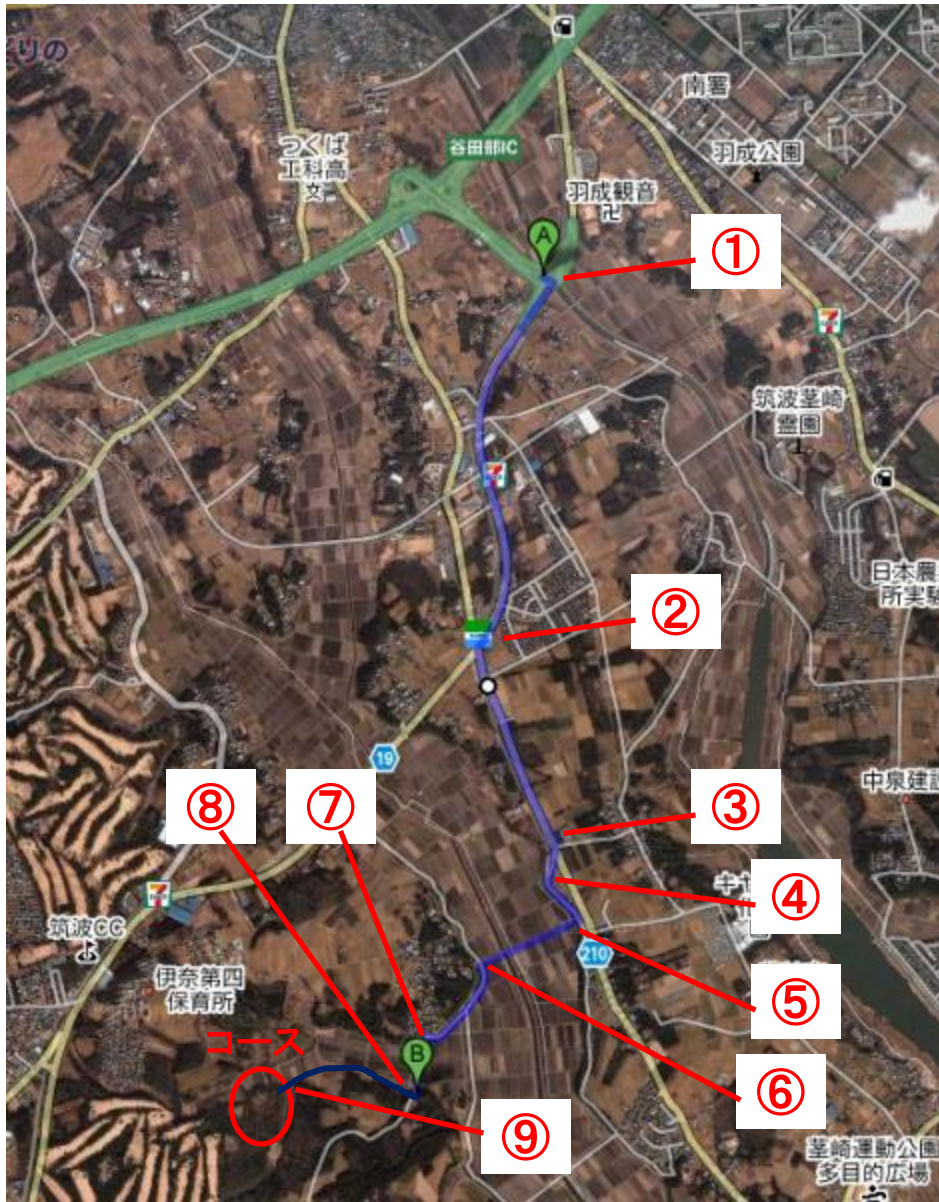 りの
南署
つくば
工科高
文
谷田部IC
羽成公園
羽成観音
卍
A
①
筑波茎崎
霊園
②
日本農
所実験
19
⑧
⑦
③
中泉建設
④
筑波CC
210
伊奈第四
保育所
⑤
コース
B
⑥
⑨
茎崎運動公園
多目的広場